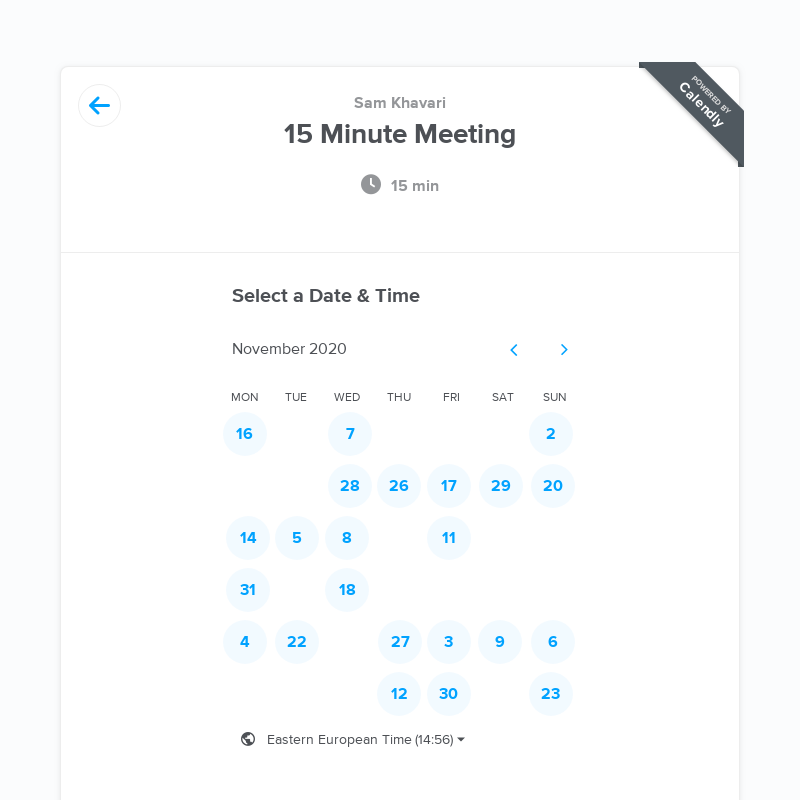 POWERED BY
Calendly
Sam Khavari
15 Minute Meeting
15 min
Select a Date & Time
November 2020
MON TUE WED THU FRI SAT SUN
16 7 2
28 26 17 29 20
14 5 8 11
31 18
4 22 27 3 9 6
12 30 23
Eastern European Time (14:56)